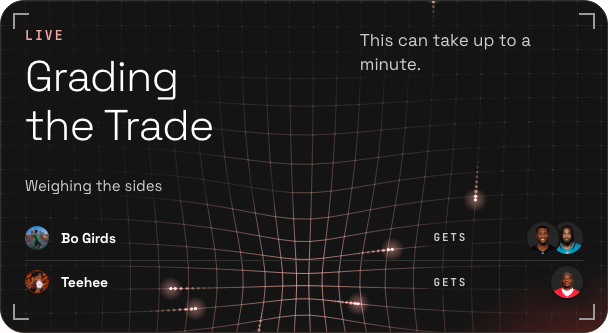 LIVE
Grading
the Trade
This can take up to a
minute.
Weighing the sides
Bo Girds
GETS
Teehee
GETS